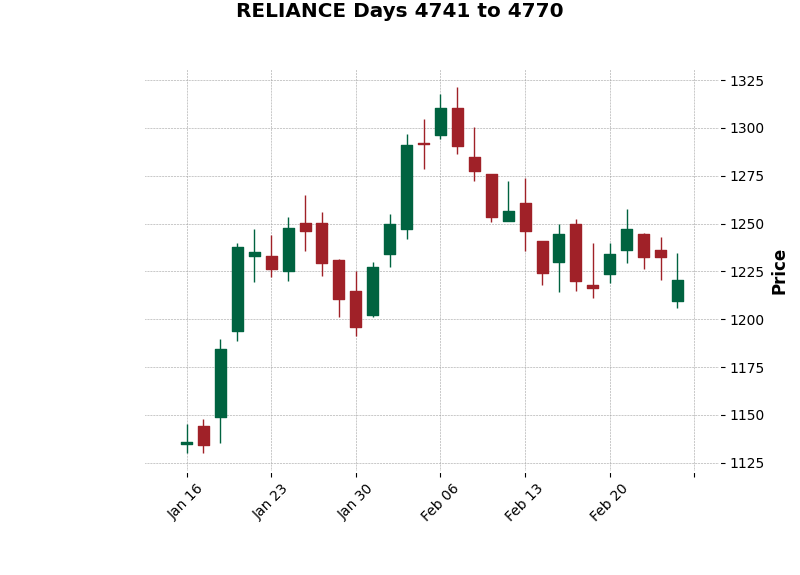 RELIANCE Days 4741 to 4770
1325
1300
1275
1250
1225
1200
1175
1150
1125
Price
Jan 16
Jan 23
Jan 30
Feb 06
Feb 13
Feb 20